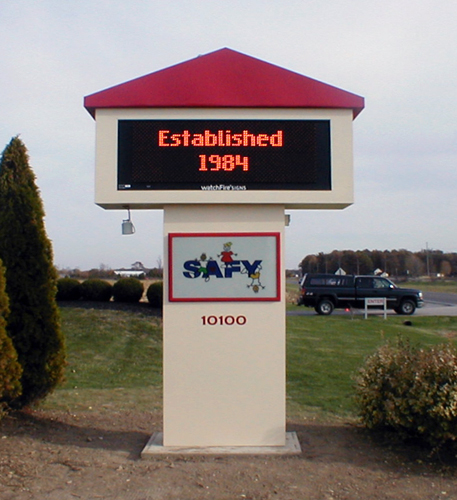 Established
1984
watchFire SIGNS
SAFY
10100